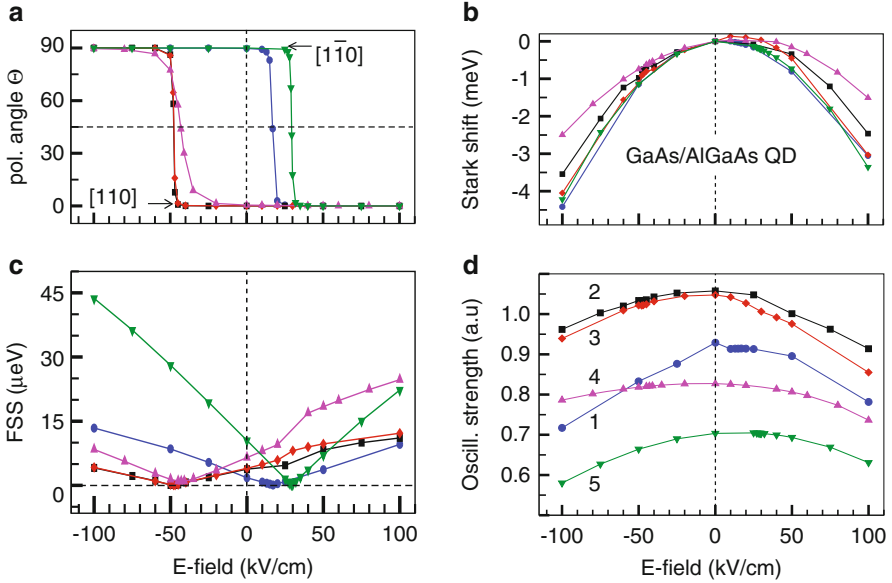 a
b
90
60
30
0
pol. angle Θ
[11̄0]
[110]
0
-1
-2
-3
-4
Stark shift (meV)
GaAs/AlGaAs QD
c
d
45
30
15
0
FSS (μeV)
-100 -50 0 50 100
E-field (kV/cm)
1.0
0.9
0.8
0.7
0.6
Oscill. strength (a.u)
2
3
4
1
5
-100 -50 0 50 100
E-field (kV/cm)